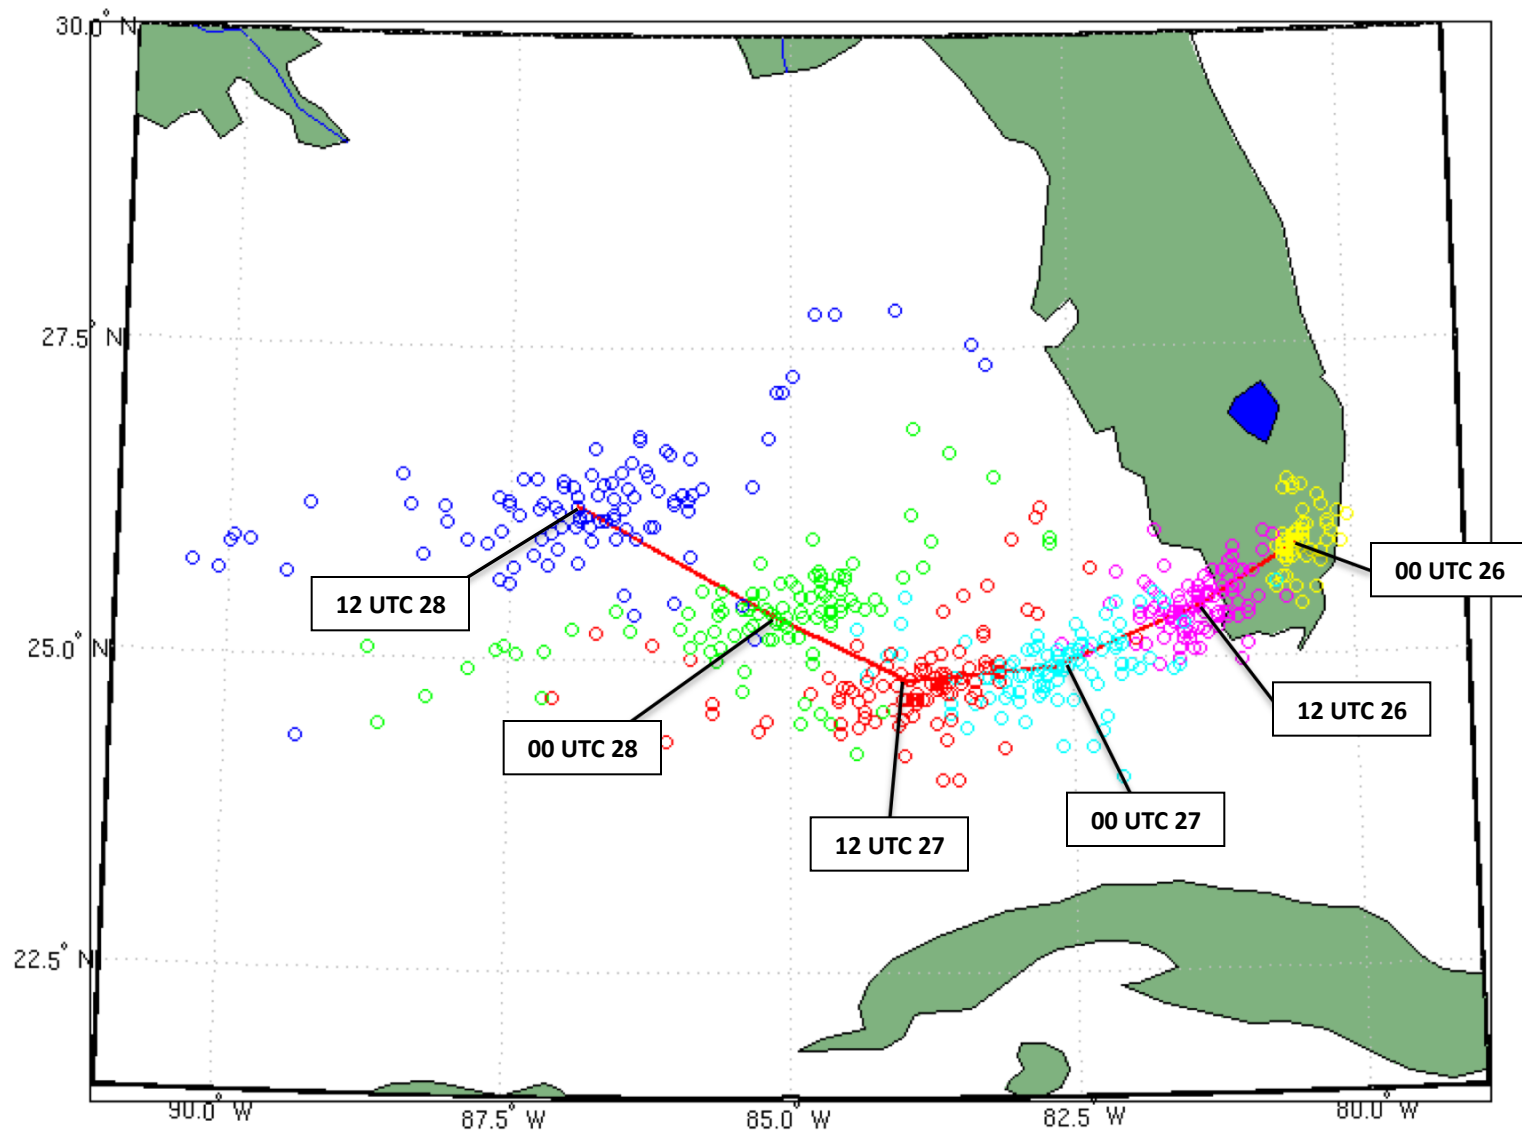 30.0° N
27.5° N
00 UTC 26
12 UTC 28
25.0° N
12 UTC 26
00 UTC 28
00 UTC 27
12 UTC 27
22.5° N
90.0° W
87.5° W
85.0° W
82.5° W
80.0° W